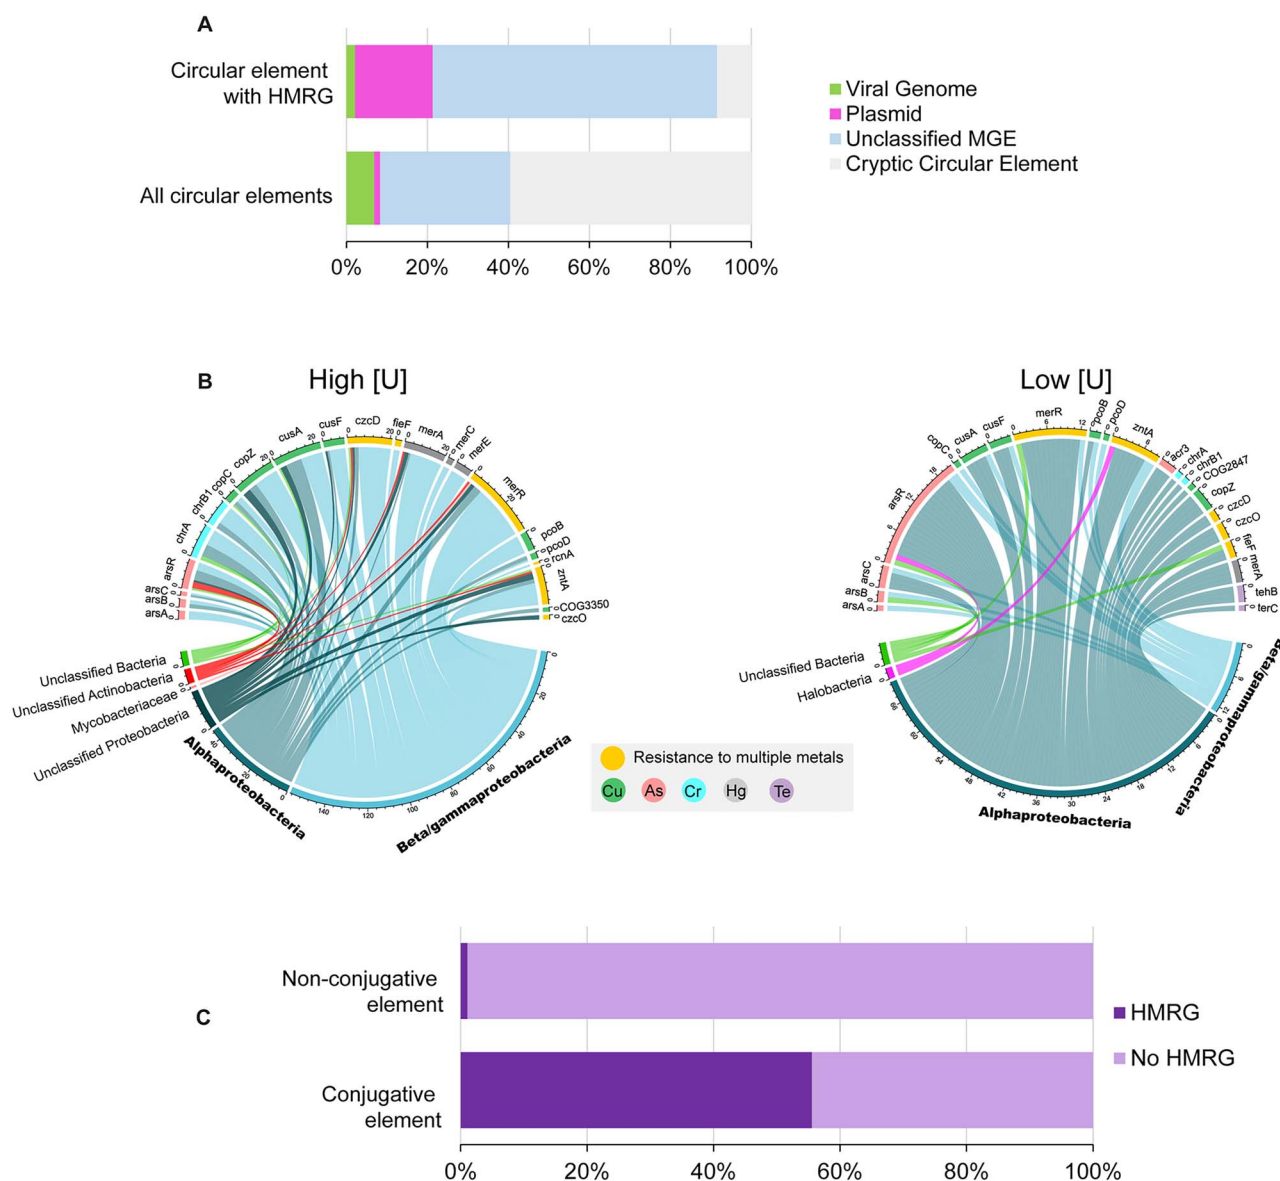 A
Circular element
with HMRG
All circular elements
0% 20% 40% 60% 80% 100%
Viral Genome
Plasmid
Unclassified MGE
Cryptic Circular Element
B
High [U]
arsA
arsB
arsC
arsR
chrA
chrB1
copC
copZ
cusA
cusF
czcD
fieF
merA
merC
merE
merR
pcoB
pcoD
rcnA
zntA
COG3350
czcO
Unclassified Bacteria
Unclassified Actinobacteria
Mycobacteriaceae
Unclassified Proteobacteria
Alphaproteobacteria
Beta/gammaproteobacteria
Resistance to multiple metals
Cu As Cr Hg Te
Low [U]
arsA
arsB
arsC
arsR
copC
cusA
cusF
merR
pcoB
pcoD
zntA
acr3
chrA
chrB1
COG2847
copZ
czcD
czcO
fieF
merA
tehB
terC
Unclassified Bacteria
Halobacteria
Alphaproteobacteria
Beta/gammaproteobacteria
C
Non-conjugative
element
Conjugative
element
0% 20% 40% 60% 80% 100%
HMRG
No HMRG